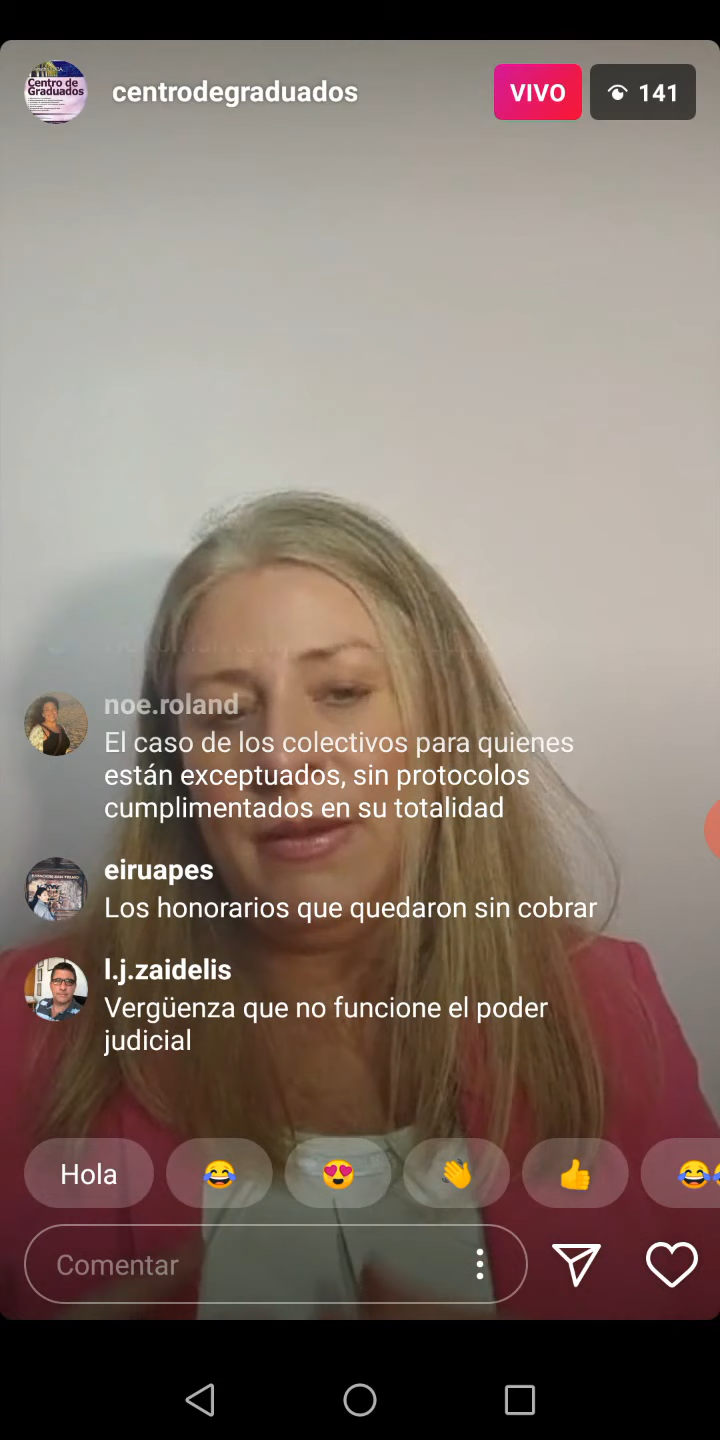 Centro de
Graduados
centrodegraduados
VIVO
141
noe.roland
El caso de los colectivos para quienes
están exceptuados, sin protocolos
cumplimentados en su totalidad
eiruapes
Los honorarios que quedaron sin cobrar
l.j.zaidelis
Vergüenza que no funcione el poder
judicial
Hola
Comentar